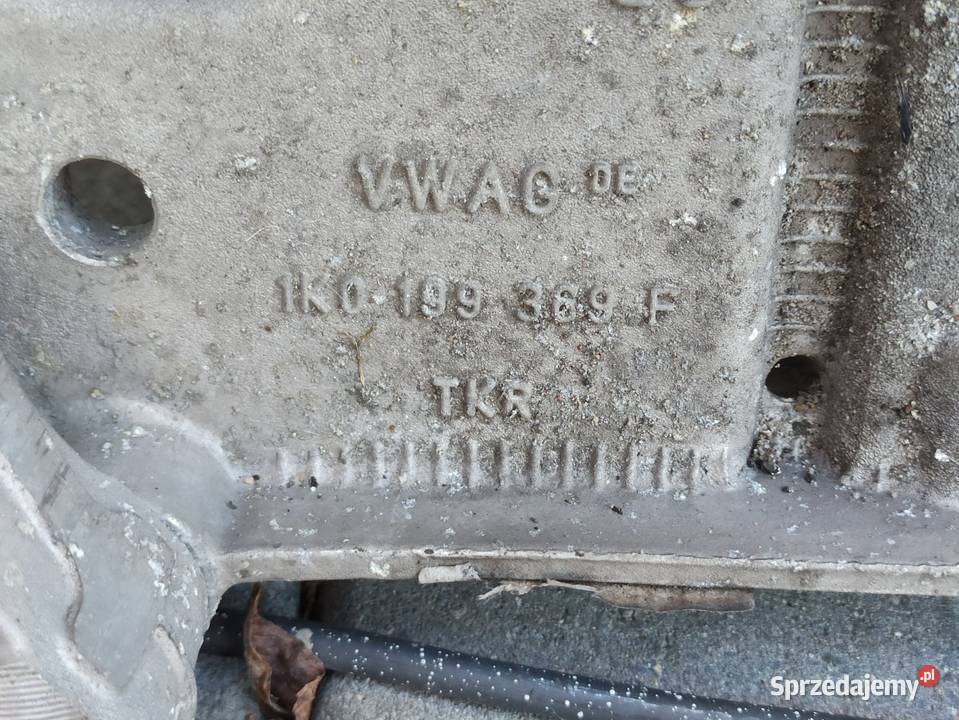 VWAG DE
1K0 199 369 F
TKR
Sprzedajemy.pl